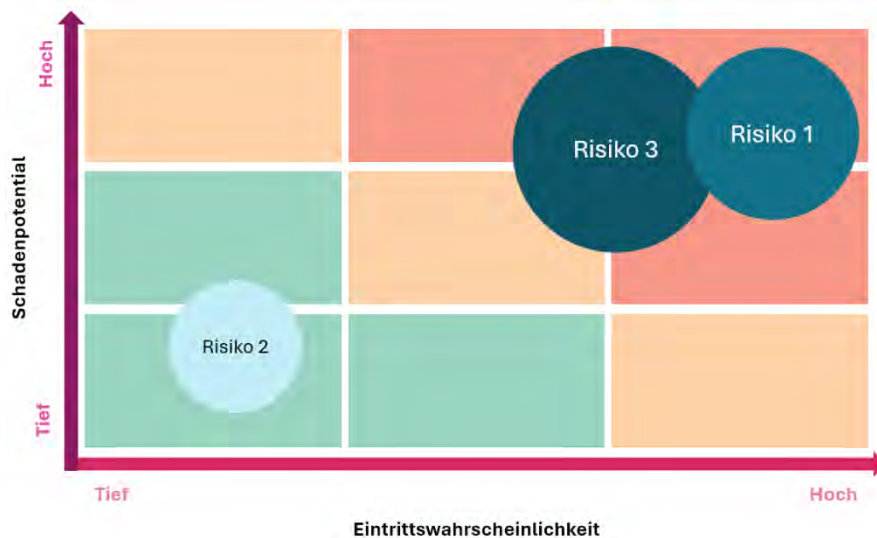 Hoch
Schadenpotential
Tief
Risiko 3
Risiko 1
Risiko 2
Tief
Hoch
Eintrittswahrscheinlichkeit